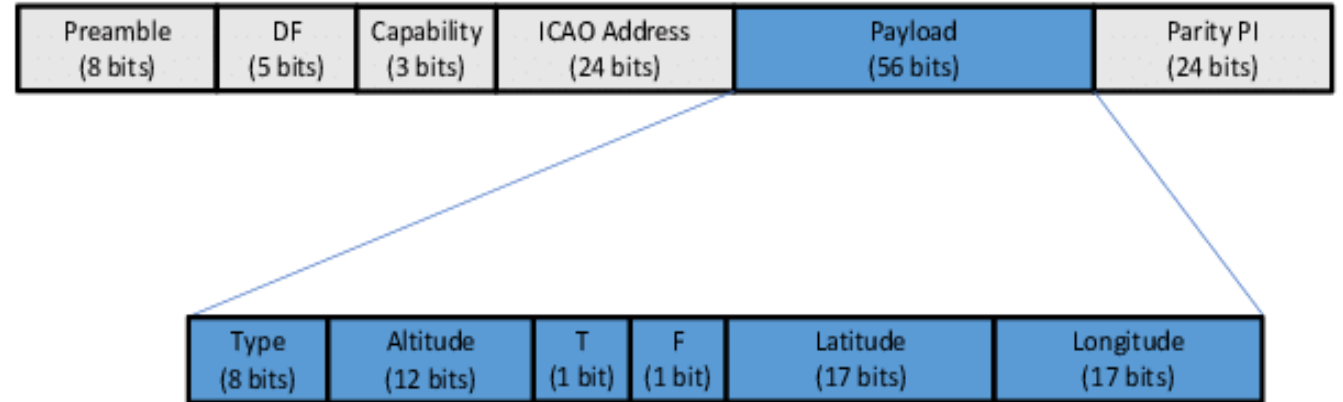 Preamble DF Capability ICAO Address Payload Parity PI
(8 bits) (5 bits) (3 bits) (24 bits) (56 bits) (24 bits)
Type Altitude T F Latitude Longitude
(8 bits) (12 bits) (1 bit) (1 bit) (17 bits) (17 bits)